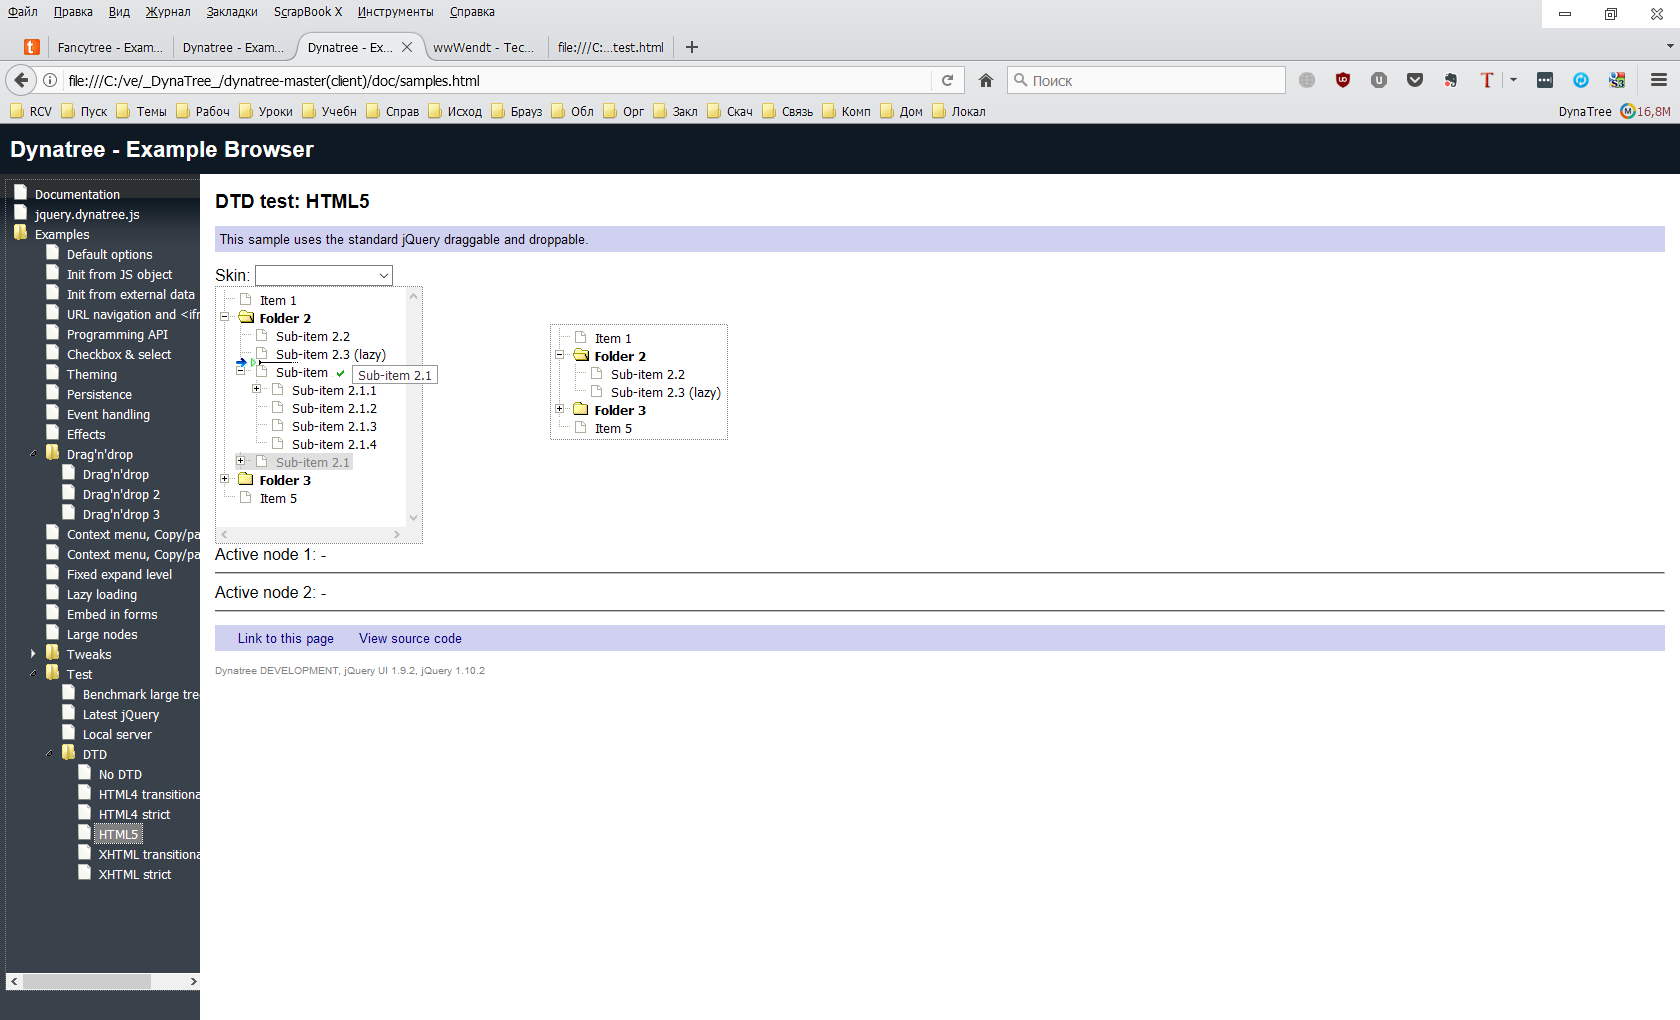 Файл Правка Вид Журнал Закладки ScrapBook X Инструменты Справка
Fancytree - Exam... Dynatree - Exam... Dynatree - Ex... wwWendt - Tec... file:///C:...test.html
file:///C:/ve/_DynaTree_/dynatree-master(client)/doc/samples.html Поиск
RCV Пуск Темы Рабоч Уроки Учебн Справ Исход Брауз Обл Орг Закл Скач Связь Комп Дом Локал DynaTree 16,8M
Dynatree - Example Browser
Documentation
jquery.dynatree.js
Examples
Default options
Init from JS object
Init from external data
URL navigation and <ifr
Programming API
Checkbox & select
Theming
Persistence
Event handling
Effects
Drag'n'drop
Drag'n'drop
Drag'n'drop 2
Drag'n'drop 3
Context menu, Copy/pa
Context menu, Copy/pa
Fixed expand level
Lazy loading
Embed in forms
Large nodes
Tweaks
Test
Benchmark large tre
Latest jQuery
Local server
DTD
No DTD
HTML4 transitiona
HTML4 strict
HTML5
XHTML transitiona
XHTML strict
DTD test: HTML5
This sample uses the standard jQuery draggable and droppable.
Skin:
Item 1
Folder 2
Sub-item 2.2
Sub-item 2.3 (lazy)
Sub-item
Sub-item 2.1
Sub-item 2.1.1
Sub-item 2.1.2
Sub-item 2.1.3
Sub-item 2.1.4
Sub-item 2.1
Folder 3
Item 5
Item 1
Folder 2
Sub-item 2.2
Sub-item 2.3 (lazy)
Folder 3
Item 5
Active node 1: -
Active node 2: -
Link to this page View source code
Dynatree DEVELOPMENT, jQuery UI 1.9.2, jQuery 1.10.2